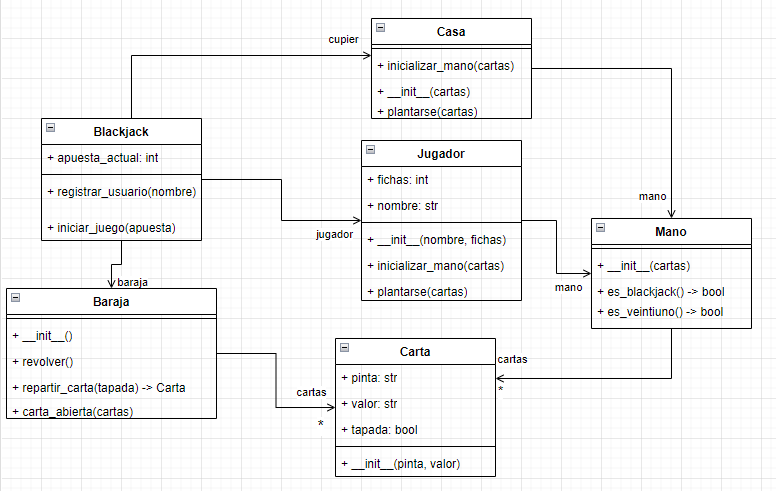 cupier
Casa
+ inicializar_mano(cartas)
+ __init__(cartas)
+ plantarse(cartas)
Blackjack
+ apuesta_actual: int
+ registrar_usuario(nombre)
+ iniciar_juego(apuesta)
Jugador
+ fichas: int
+ nombre: str
+ __init__(nombre, fichas)
+ inicializar_mano(cartas)
+ plantarse(cartas)
jugador
mano
Mano
+ __init__(cartas)
+ es_blackjack() -> bool
+ es_veintiuno() -> bool
mano
baraja
Baraja
+ __init__()
+ revolver()
+ repartir_carta(tapada) -> Carta
+ carta_abierta(cartas)
cartas
*
Carta
+ pinta: str
+ valor: str
+ tapada: bool
+ __init__(pinta, valor)
cartas
*